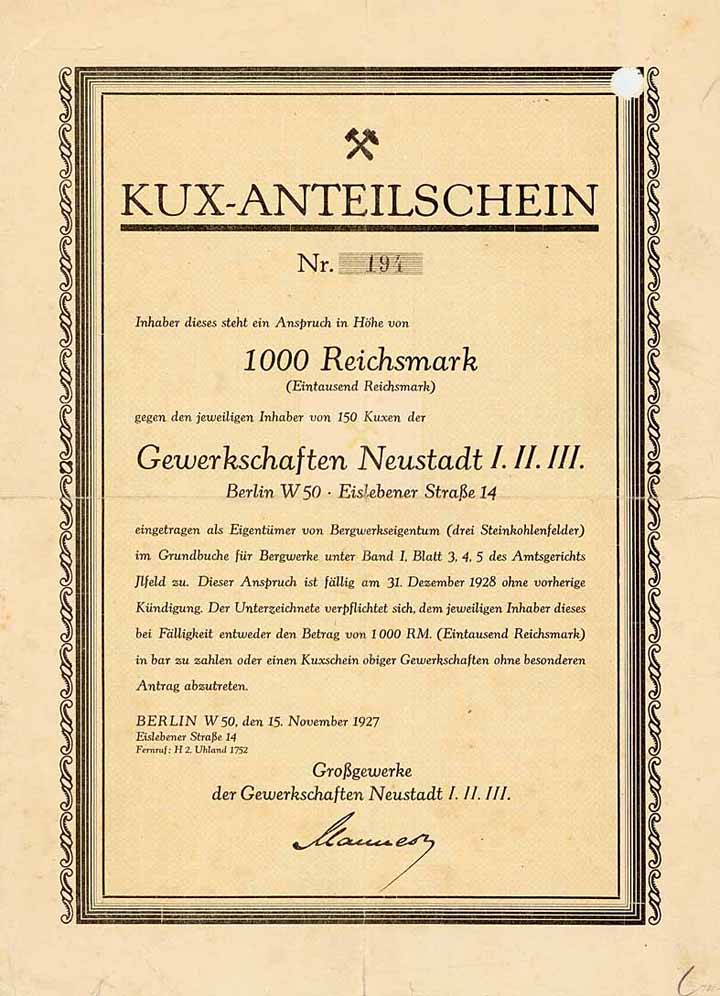 KUX-ANTEILSCHEIN
Nr. 194
Inhaber dieses steht ein Anspruch in Höhe von
1000 Reichsmark
(Eintausend Reichsmark)
gegen den jeweiligen Inhaber von 150 Kuxen der
Gewerkschaften Neustadt I. II. III.
Berlin W 50 · Eislebener Straße 14
eingetragen als Eigentümer von Bergwerkseigentum (drei Steinkohlenfelder)
im Grundbuche für Bergwerke unter Band I, Blatt 3, 4, 5 des Amtsgerichts
Jlfeld zu. Dieser Anspruch ist fällig am 31. Dezember 1928 ohne vorherige
Kündigung. Der Unterzeichnete verpflichtet sich, dem jeweiligen Inhaber dieses
bei Fälligkeit entweder den Betrag von 1000 RM. (Eintausend Reichsmark)
in bar zu zahlen oder einen Kuxschein obiger Gewerkschaften ohne besonderen
Antrag abzutreten.
BERLIN W 50, den 15. November 1927
Eislebener Straße 14
Fernruf: H 2. Uhland 1752
Großgewerke
der Gewerkschaften Neustadt I. II. III.